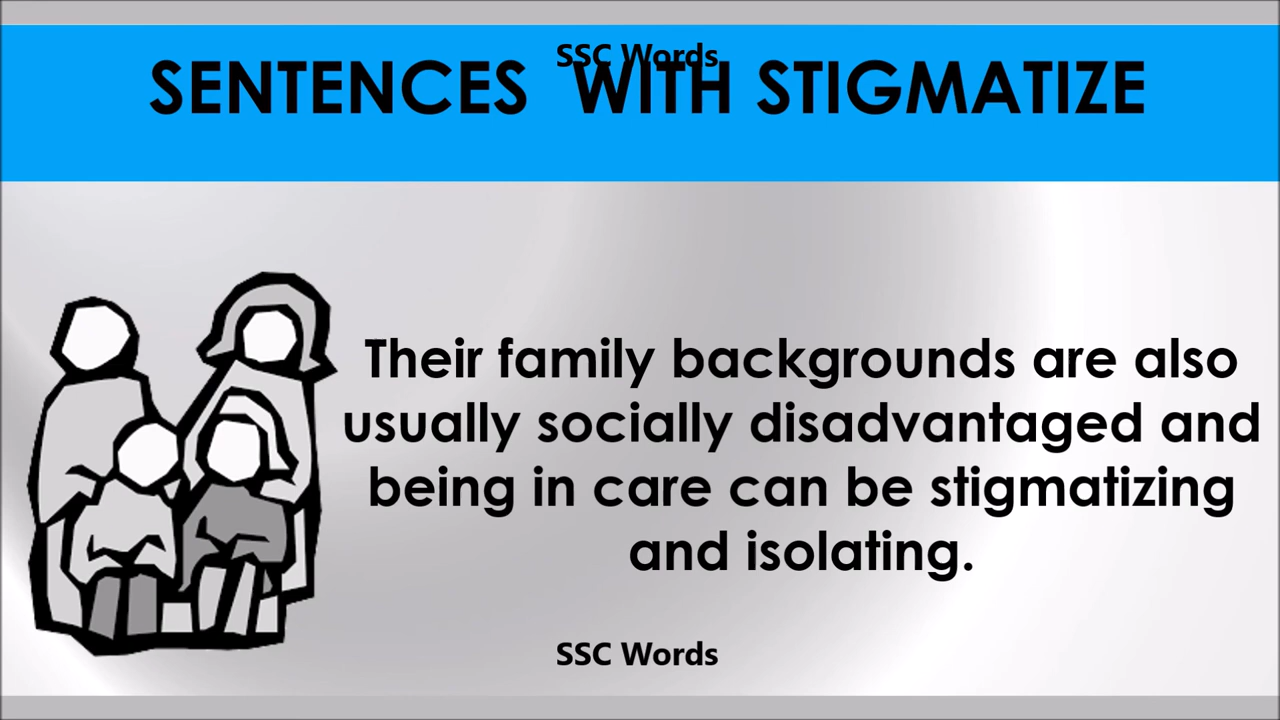 SSC Words
SENTENCES WITH STIGMATIZE
Their family backgrounds are also
usually socially disadvantaged and
being in care can be stigmatizing
and isolating.
SSC Words